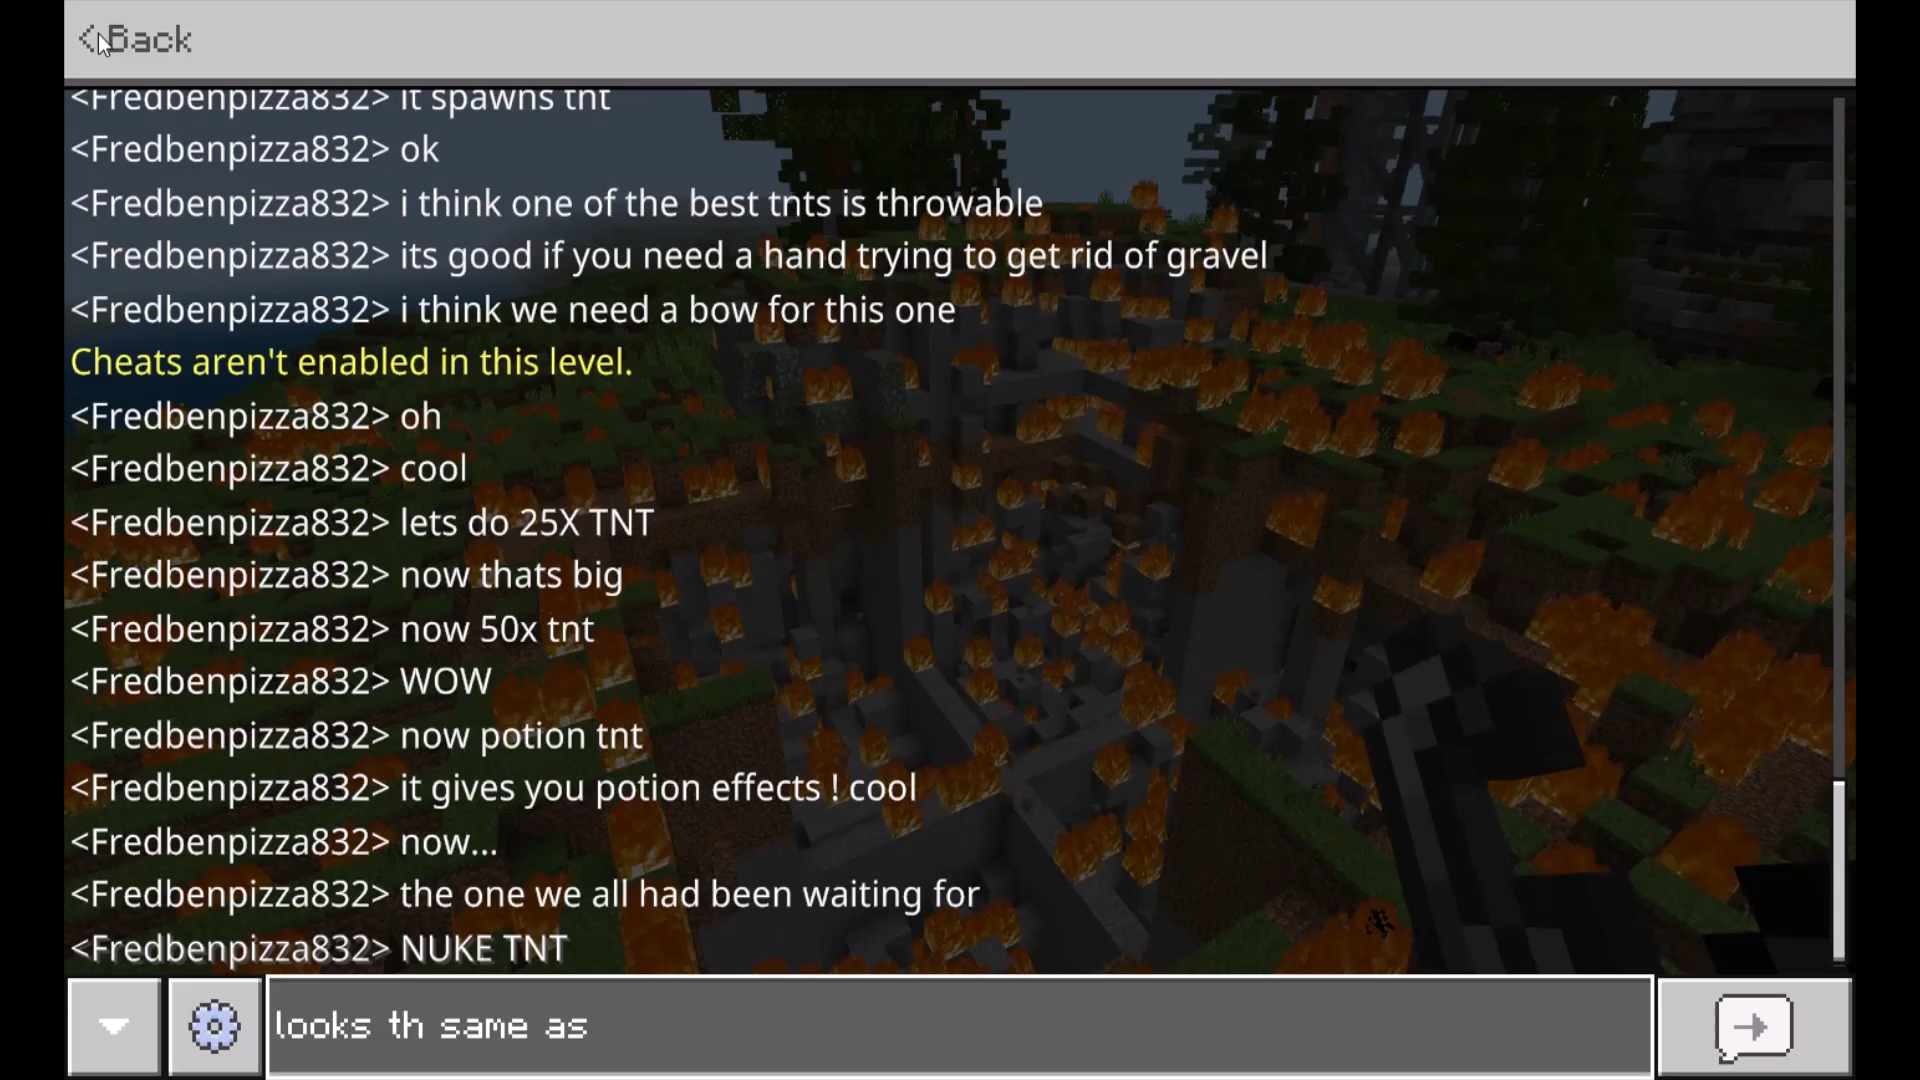 < Back
<Fredbenpizza832> it spawns tnt
<Fredbenpizza832> ok
<Fredbenpizza832> i think one of the best tnts is throwable
<Fredbenpizza832> its good if you need a hand trying to get rid of gravel
<Fredbenpizza832> i think we need a bow for this one
Cheats aren't enabled in this level.
<Fredbenpizza832> oh
<Fredbenpizza832> cool
<Fredbenpizza832> lets do 25X TNT
<Fredbenpizza832> now thats big
<Fredbenpizza832> now 50x tnt
<Fredbenpizza832> WOW
<Fredbenpizza832> now potion tnt
<Fredbenpizza832> it gives you potion effects ! cool
<Fredbenpizza832> now...
<Fredbenpizza832> the one we all had been waiting for
<Fredbenpizza832> NUKE TNT
looks th same as